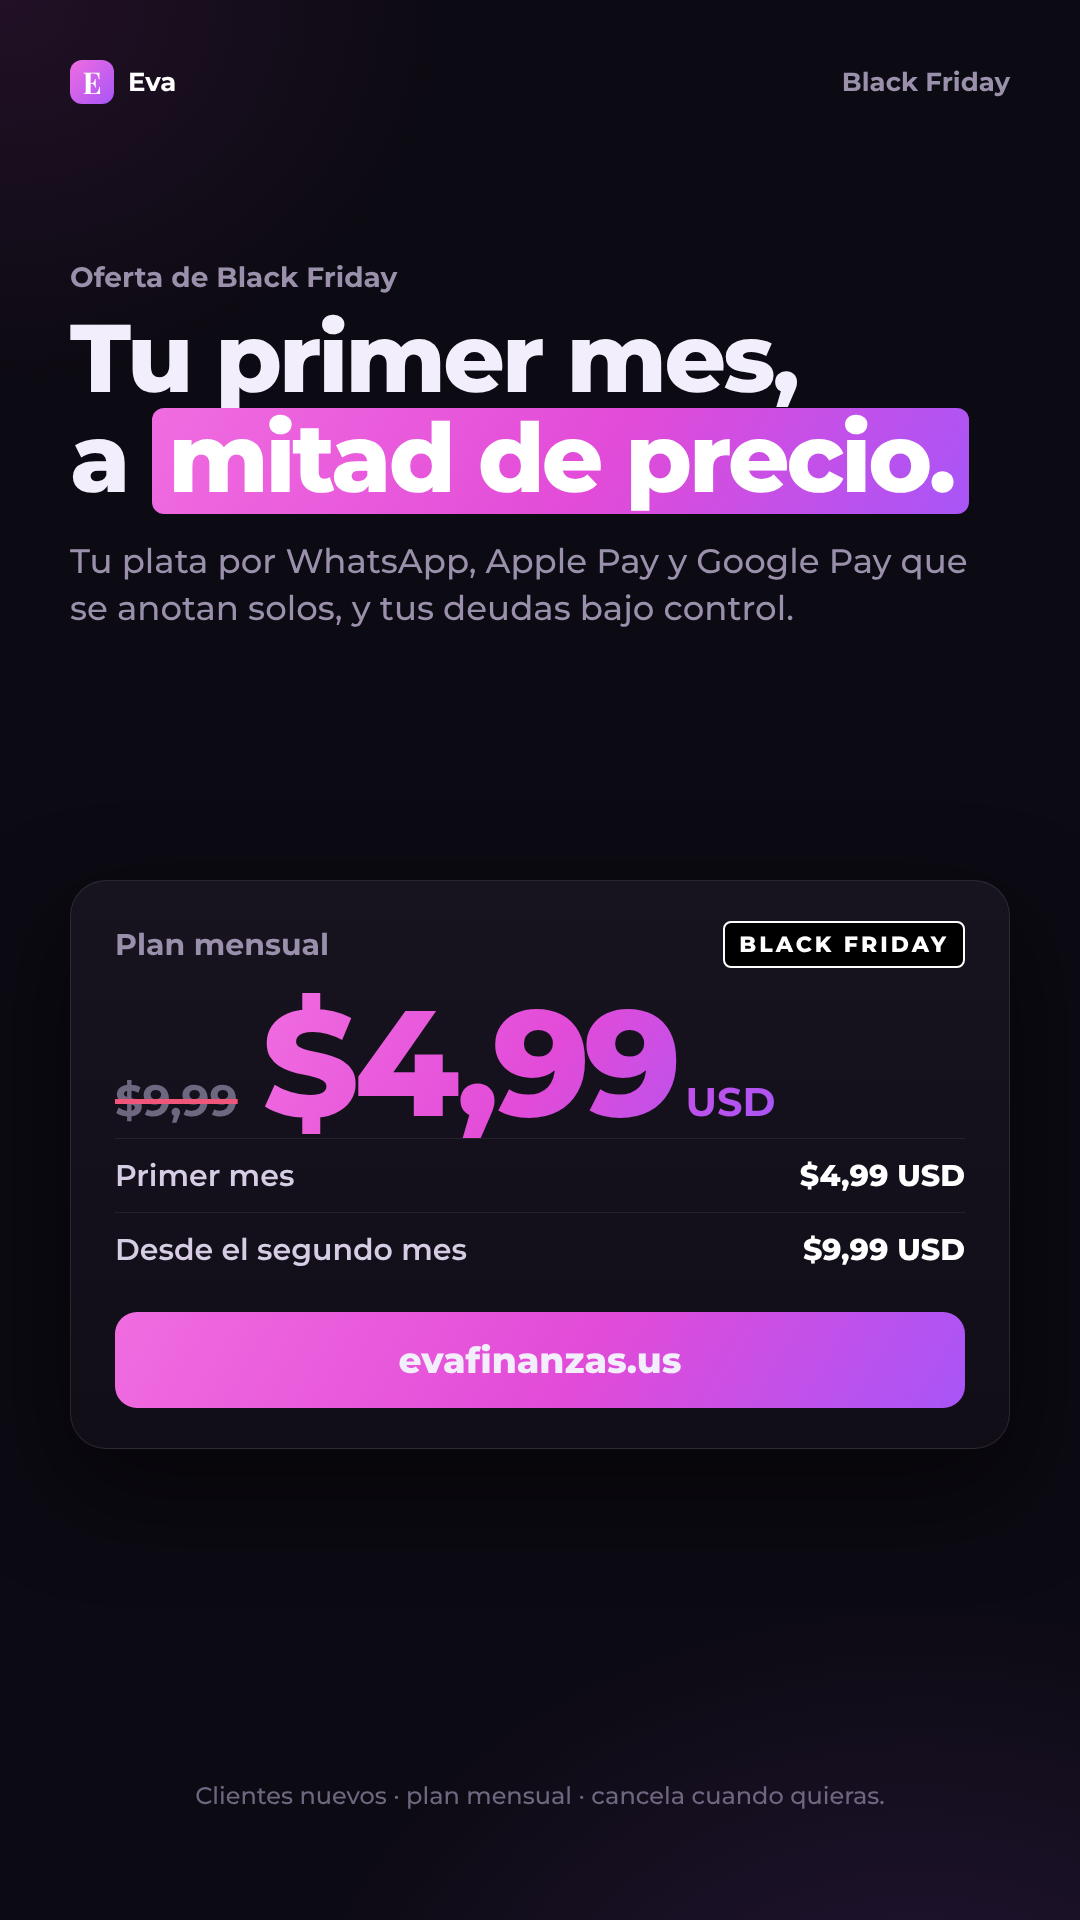 E Eva
Black Friday
Oferta de Black Friday
Tu primer mes,
a mitad de precio.
Tu plata por WhatsApp, Apple Pay y Google Pay que
se anotan solos, y tus deudas bajo control.
Plan mensual
BLACK FRIDAY
$9,99 $4,99 USD
Primer mes
$4,99 USD
Desde el segundo mes
$9,99 USD
evafinanzas.us
Clientes nuevos · plan mensual · cancela cuando quieras.